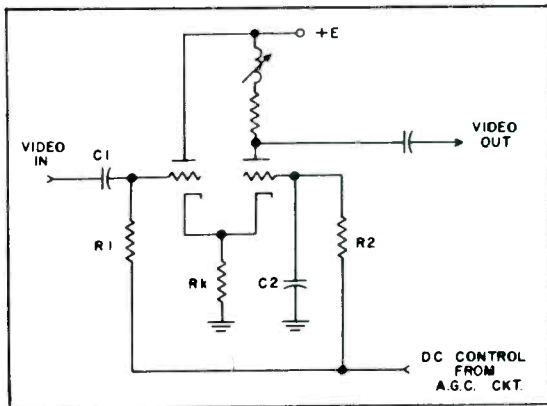 +E
VIDEO
IN
C1
VIDEO
OUT
R1
Rk
C2
R2
DC CONTROL
FROM
A.G.C. CKT.